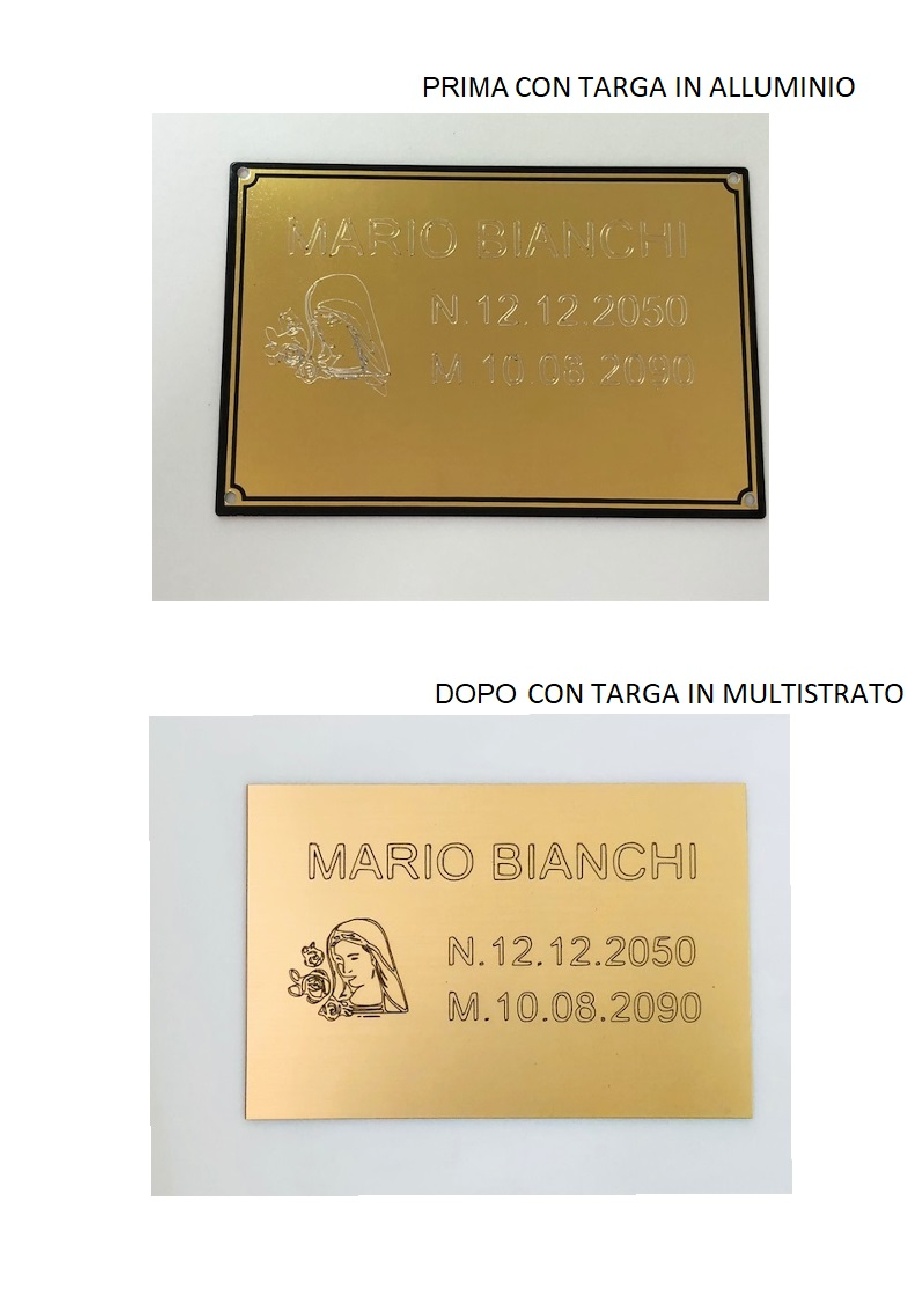 PRIMA CON TARGA IN ALLUMINIO
MARIO BIANCHI
N.12.12.2050
M 10.08.2090
DOPO CON TARGA IN MULTISTRATO
MARIO BIANCHI
N.12.12.2050
M.10.08.2090